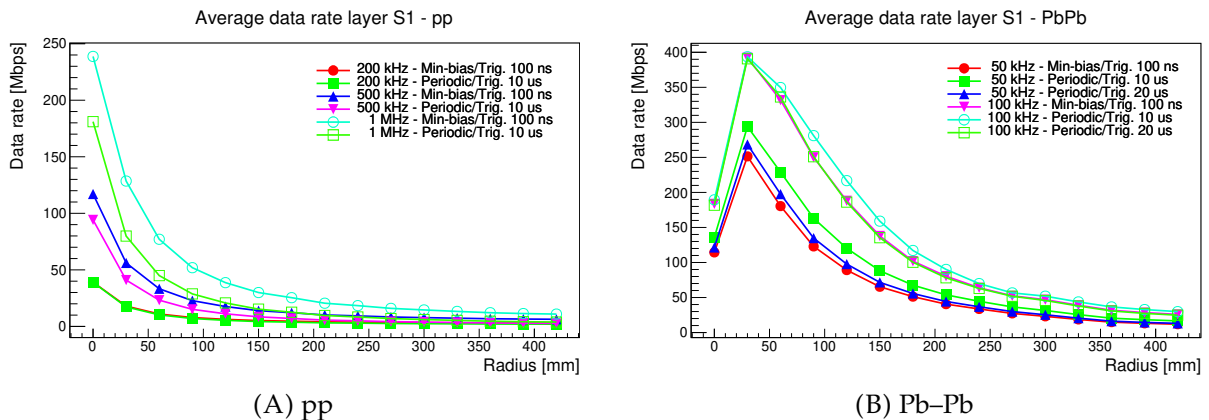 Average data rate layer S1 - pp
Data rate [Mbps]
250
200
150
100
50
0
200 kHz - Min-bias/Trig. 100 ns
200 kHz - Periodic/Trig. 10 us
500 kHz - Min-bias/Trig. 100 ns
500 kHz - Periodic/Trig. 10 us
1 MHz - Min-bias/Trig. 100 ns
1 MHz - Periodic/Trig. 10 us
0 50 100 150 200 250 300 350 400
Radius [mm]
(A) pp
Average data rate layer S1 - PbPb
Data rate [Mbps]
400
350
300
250
200
150
100
50
0
50 kHz - Min-bias/Trig. 100 ns
50 kHz - Periodic/Trig. 10 us
50 kHz - Periodic/Trig. 20 us
100 kHz - Min-bias/Trig. 100 ns
100 kHz - Periodic/Trig. 10 us
100 kHz - Periodic/Trig. 20 us
0 50 100 150 200 250 300 350 400
Radius [mm]
(B) Pb–Pb